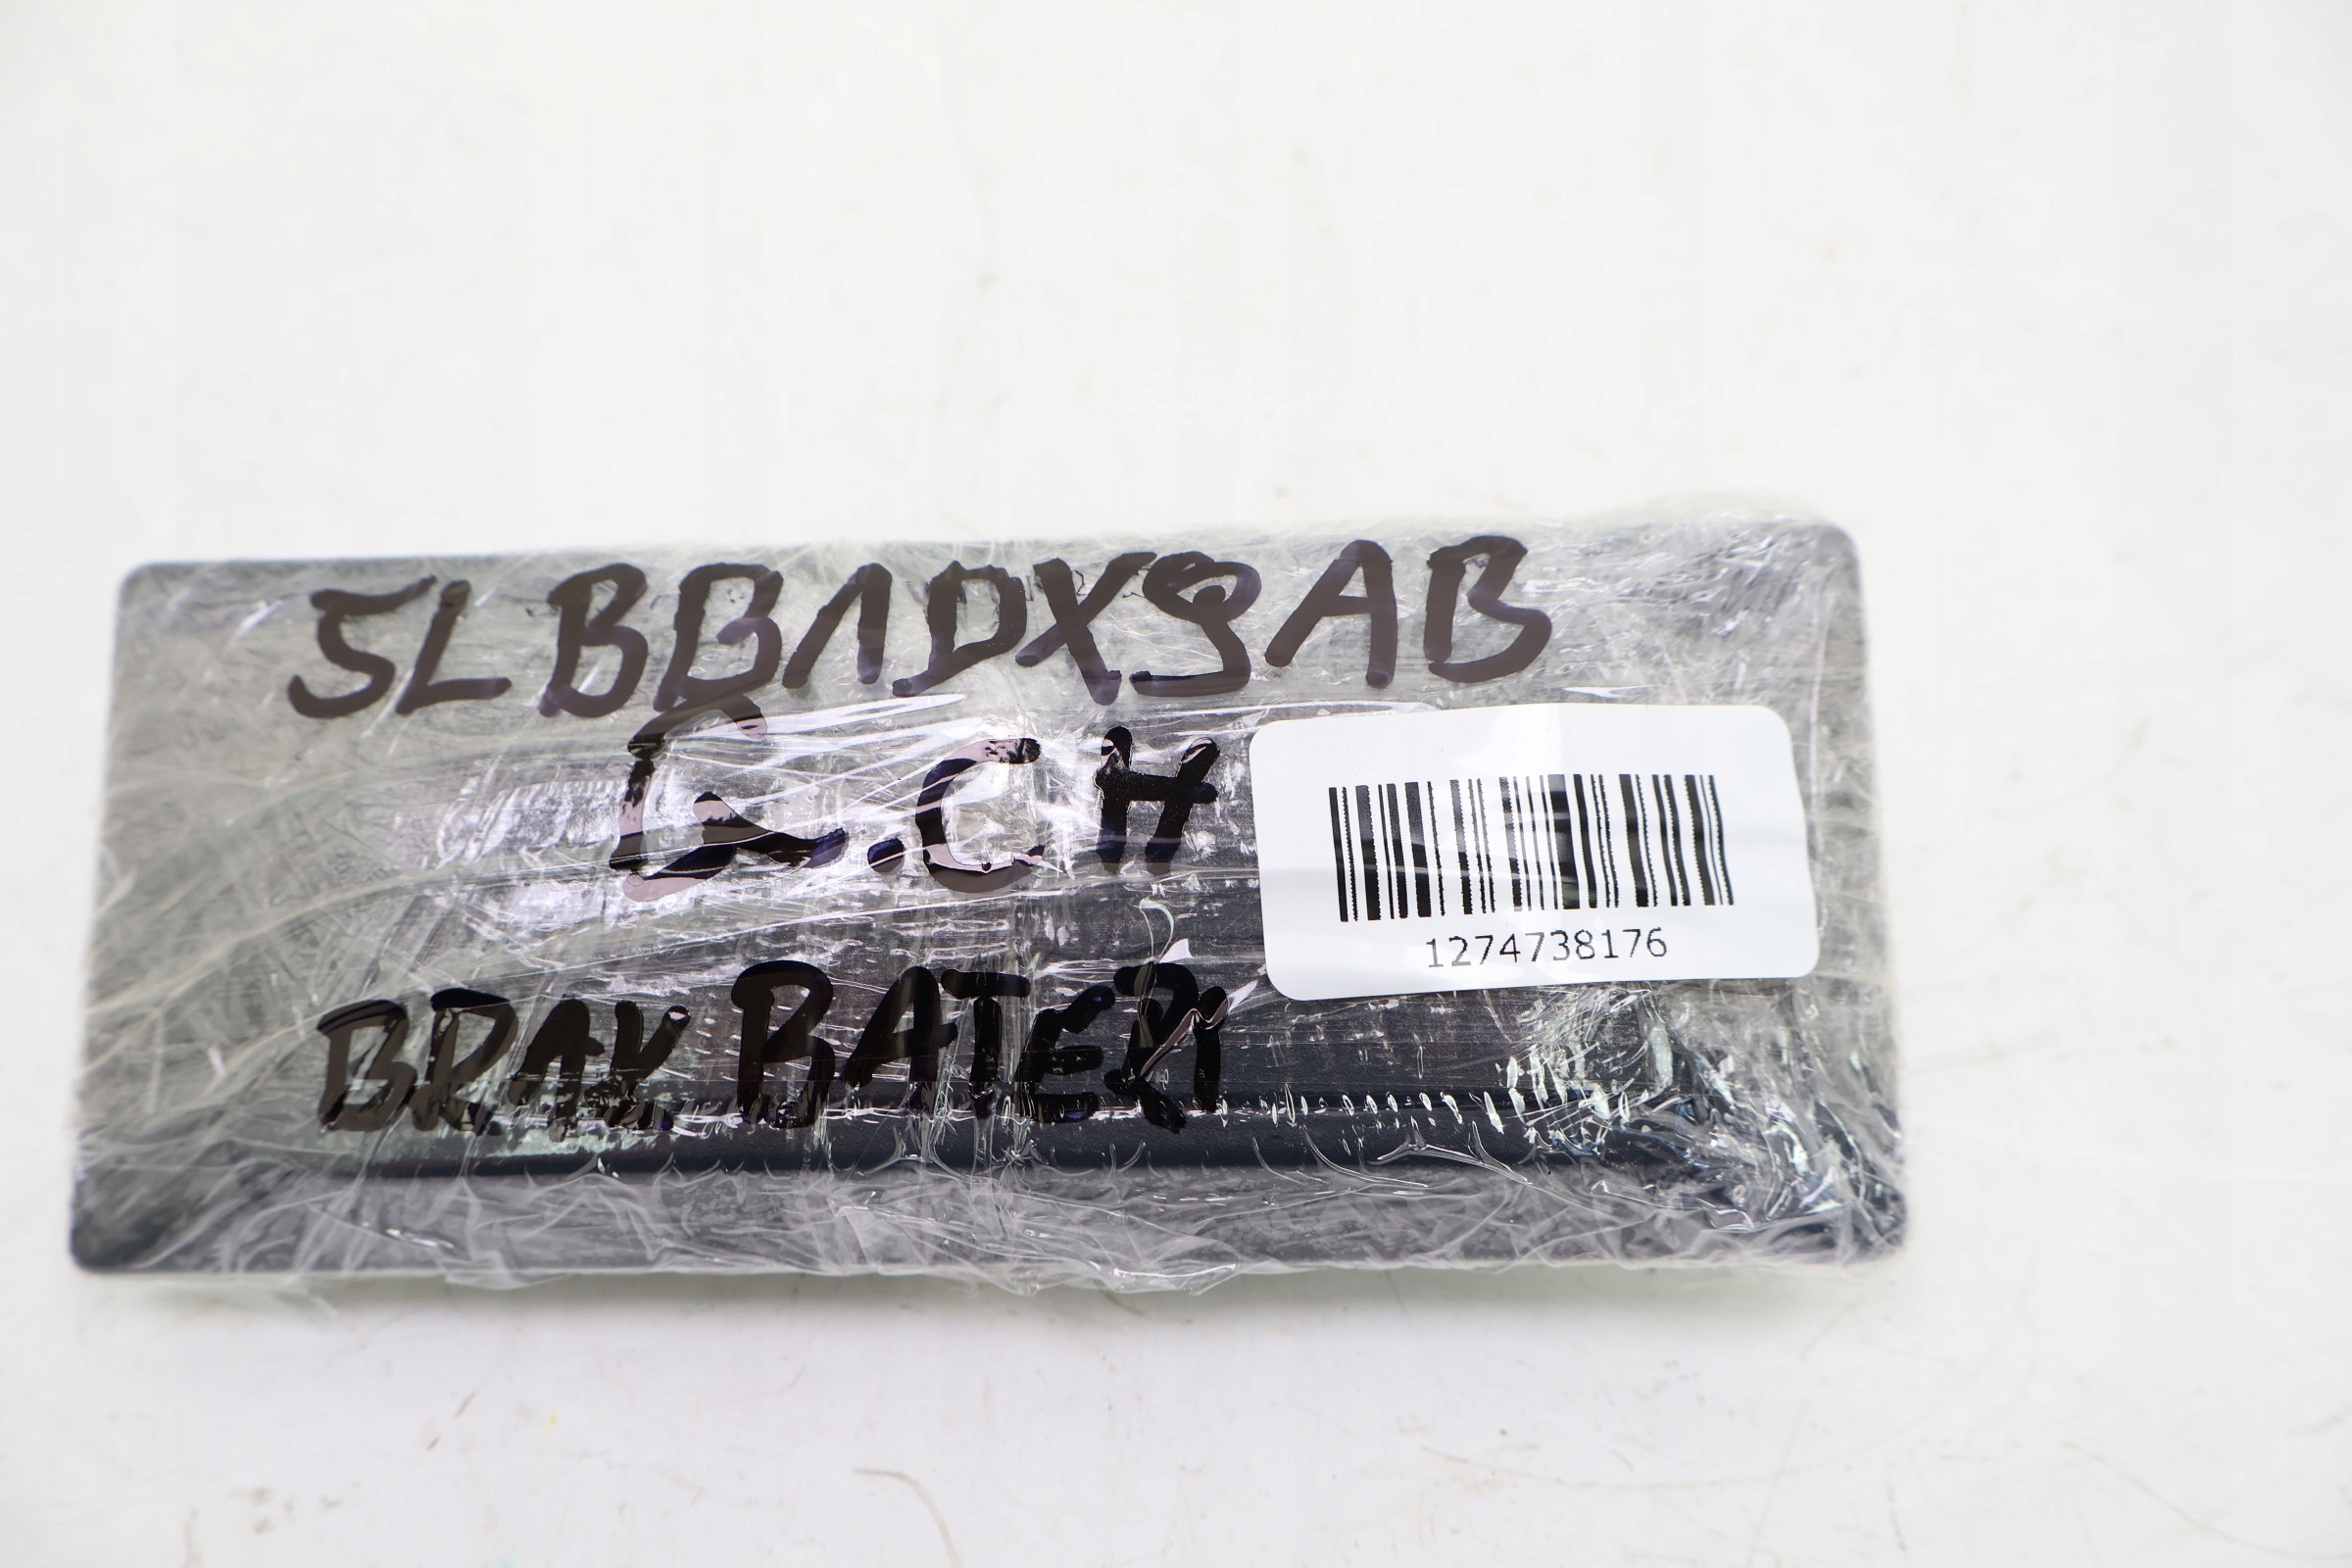 5LBB1DX9AB
G.CH
1274738176
BRAK BATERI